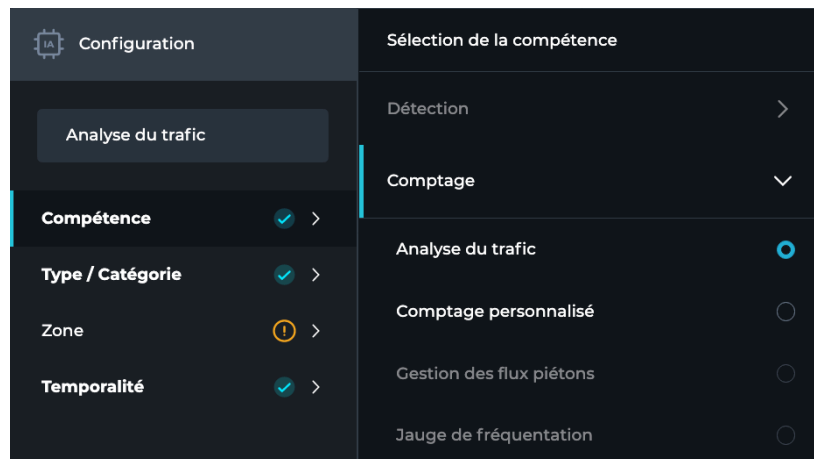 IA
Configuration
Analyse du trafic
Compétence
Type / Catégorie
Zone
!
Temporalité
Sélection de la compétence
Détection
Comptage
Analyse du trafic
Comptage personnalisé
Gestion des flux piétons
Jauge de fréquentation